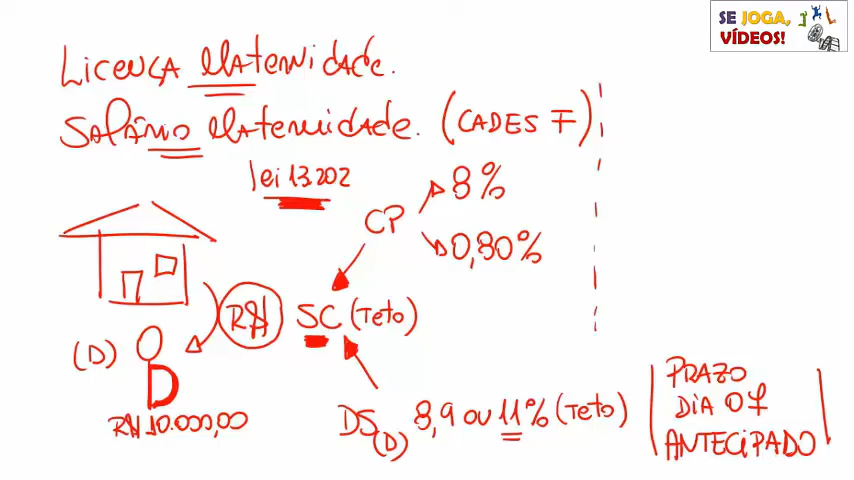 SE JOGA,
VÍDEOS!
Licença Maternidade.
Salário Maternidade. (CADES F)
lei 13.202
CP
8%
0,80%
R$ SC (Teto)
(D)
D
R$ 10.000,00
DS (D) 8,9 ou 11% (Teto)
PRAZO
DIA 07
ANTECIPADO